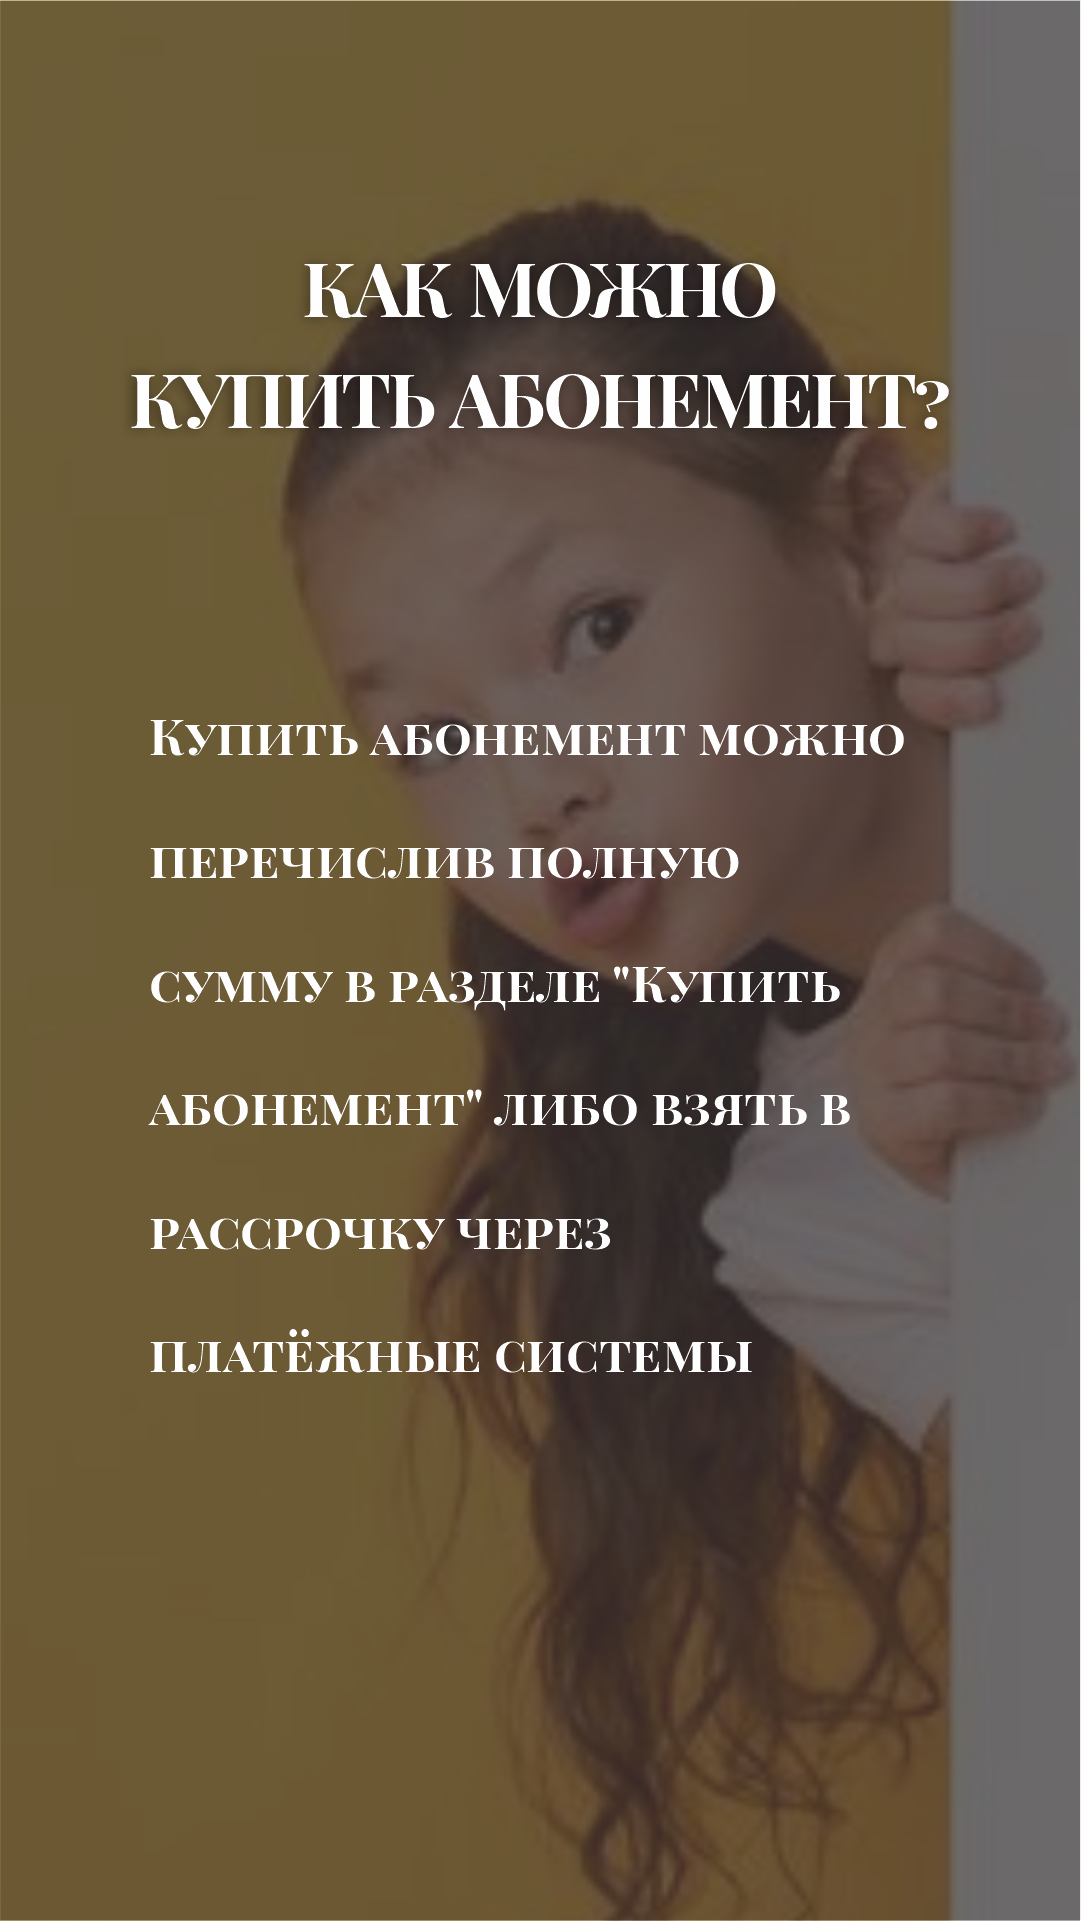 КАК МОЖНО
КУПИТЬ АБОНЕМЕНТ?
Купить абонемент можно
перечислив полную
сумму в разделе "Купить
абонемент" либо взять в
рассрочку через
платёжные системы